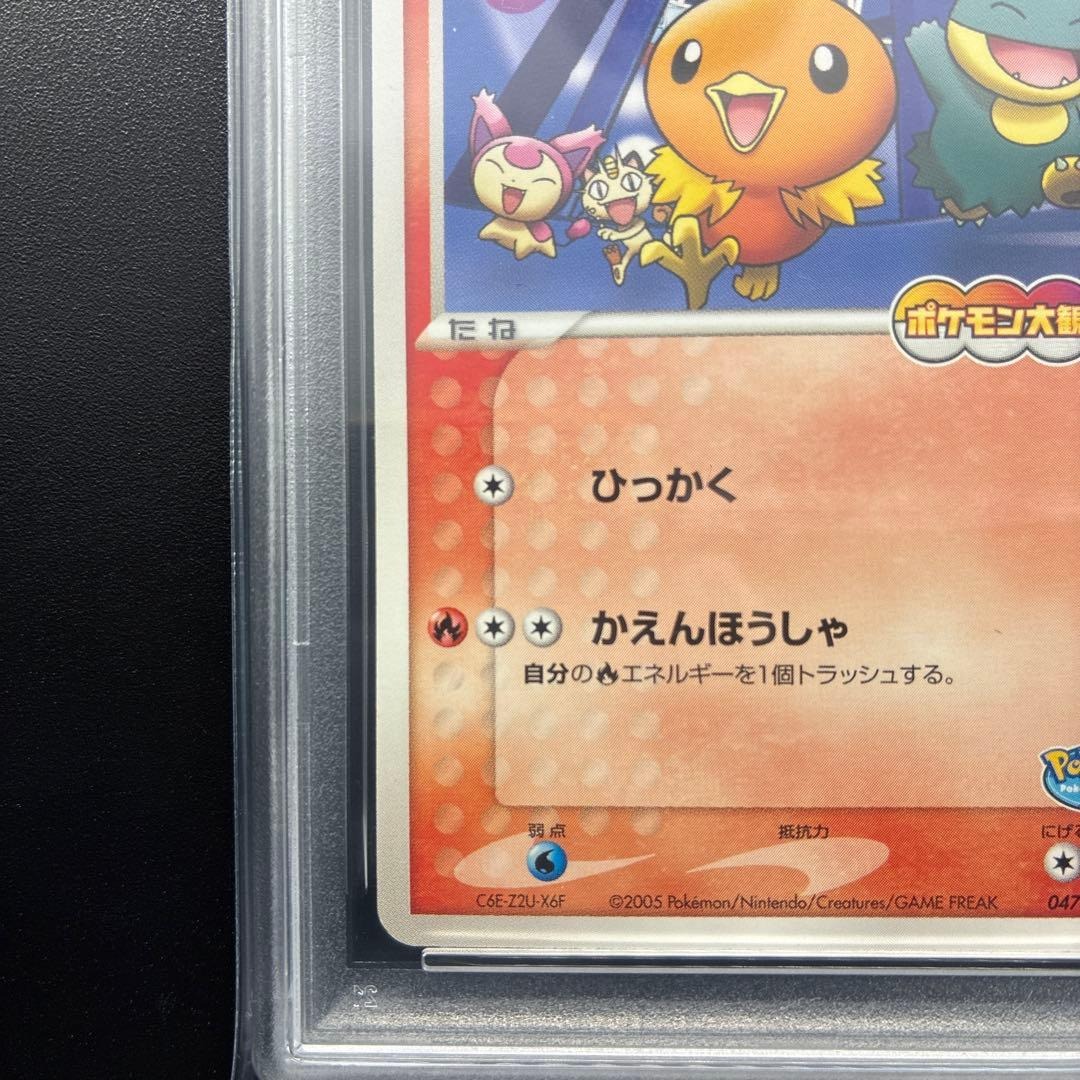 たね
ポケモン大観
ひっかく
かえんほうしゃ
自分の エネルギーを1個トラッシュする。
弱点 抵抗力 にげる
C6E-Z2U-X6F ©2005 Pokémon/Nintendo/Creatures/GAME FREAK 047